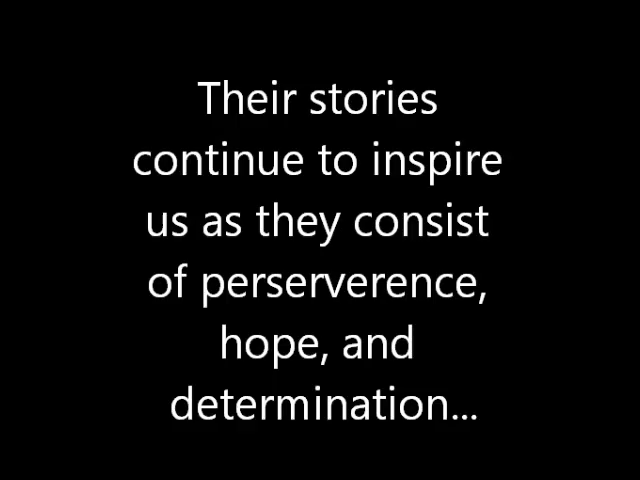 Their stories
continue to inspire
us as they consist
of perserverence,
hope, and
determination...